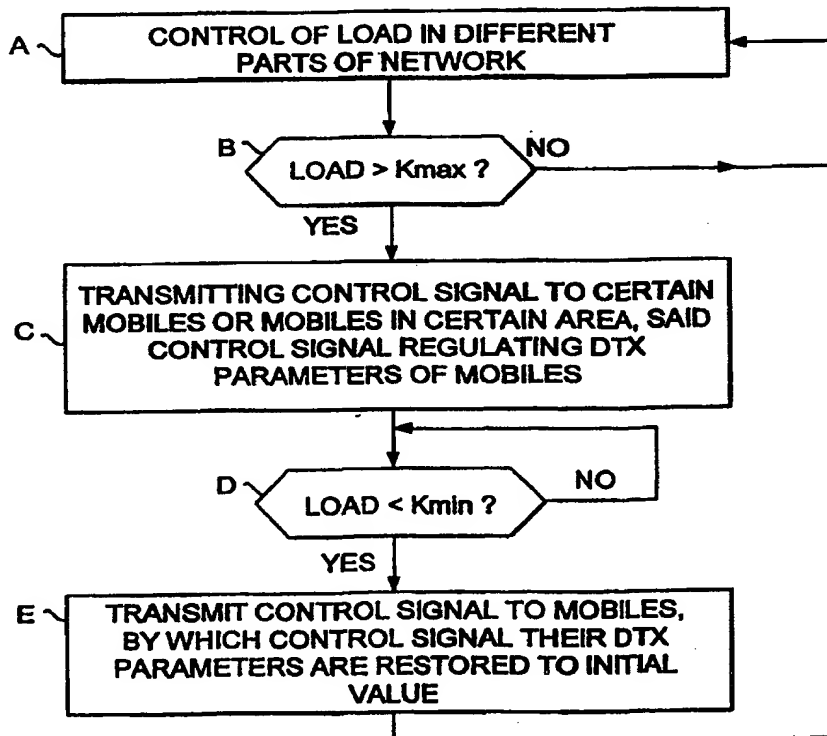 A
CONTROL OF LOAD IN DIFFERENT
PARTS OF NETWORK
B
LOAD > Kmax ?
NO
YES
C
TRANSMITTING CONTROL SIGNAL TO CERTAIN
MOBILES OR MOBILES IN CERTAIN AREA, SAID
CONTROL SIGNAL REGULATING DTX
PARAMETERS OF MOBILES
D
LOAD < Kmin ?
NO
YES
E
TRANSMIT CONTROL SIGNAL TO MOBILES,
BY WHICH CONTROL SIGNAL THEIR DTX
PARAMETERS ARE RESTORED TO INITIAL
VALUE